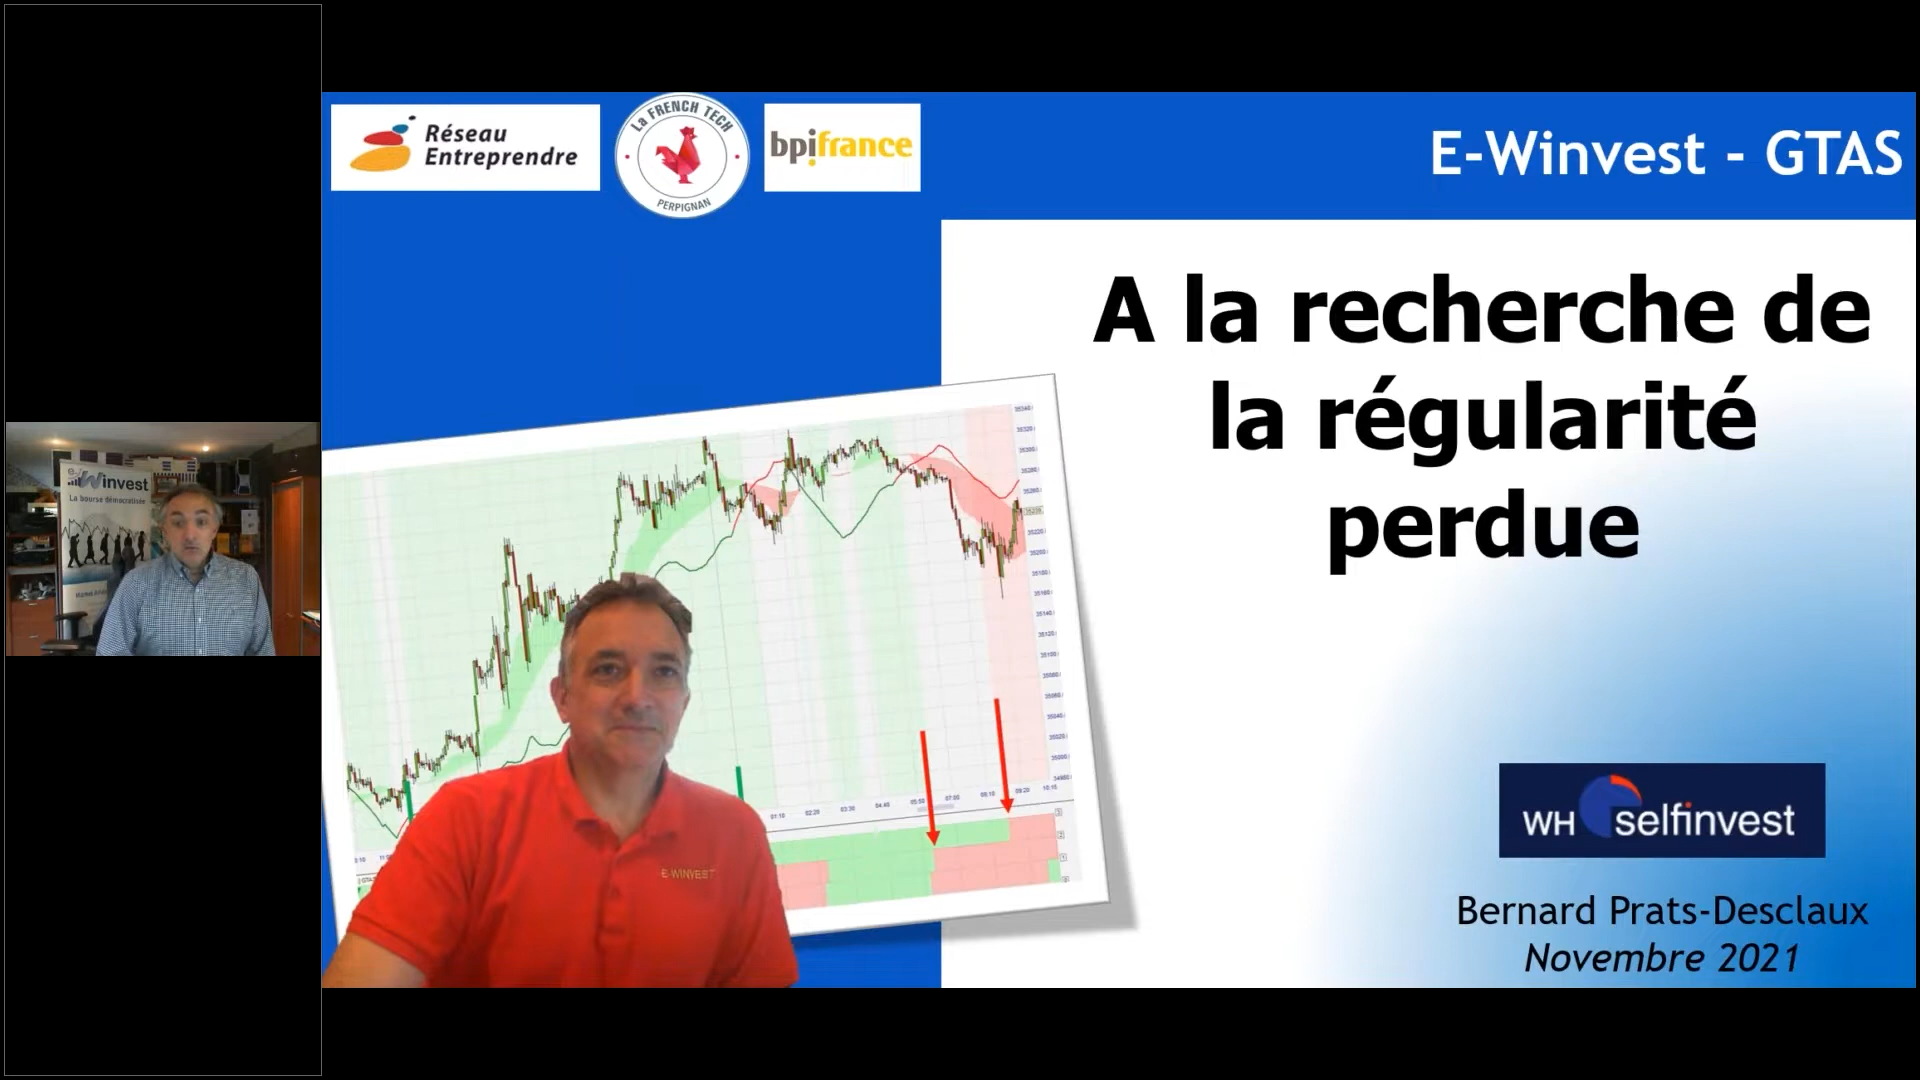 Réseau
Entreprendre
La FRENCH TECH
PERPIGNAN
bpifrance
E-Winvest - GTAS
A la recherche de
la régularité
perdue
e-Winvest
La bourse démocratisée
E-WINVEST
WH selfinvest
Bernard Prats-Desclaux
Novembre 2021